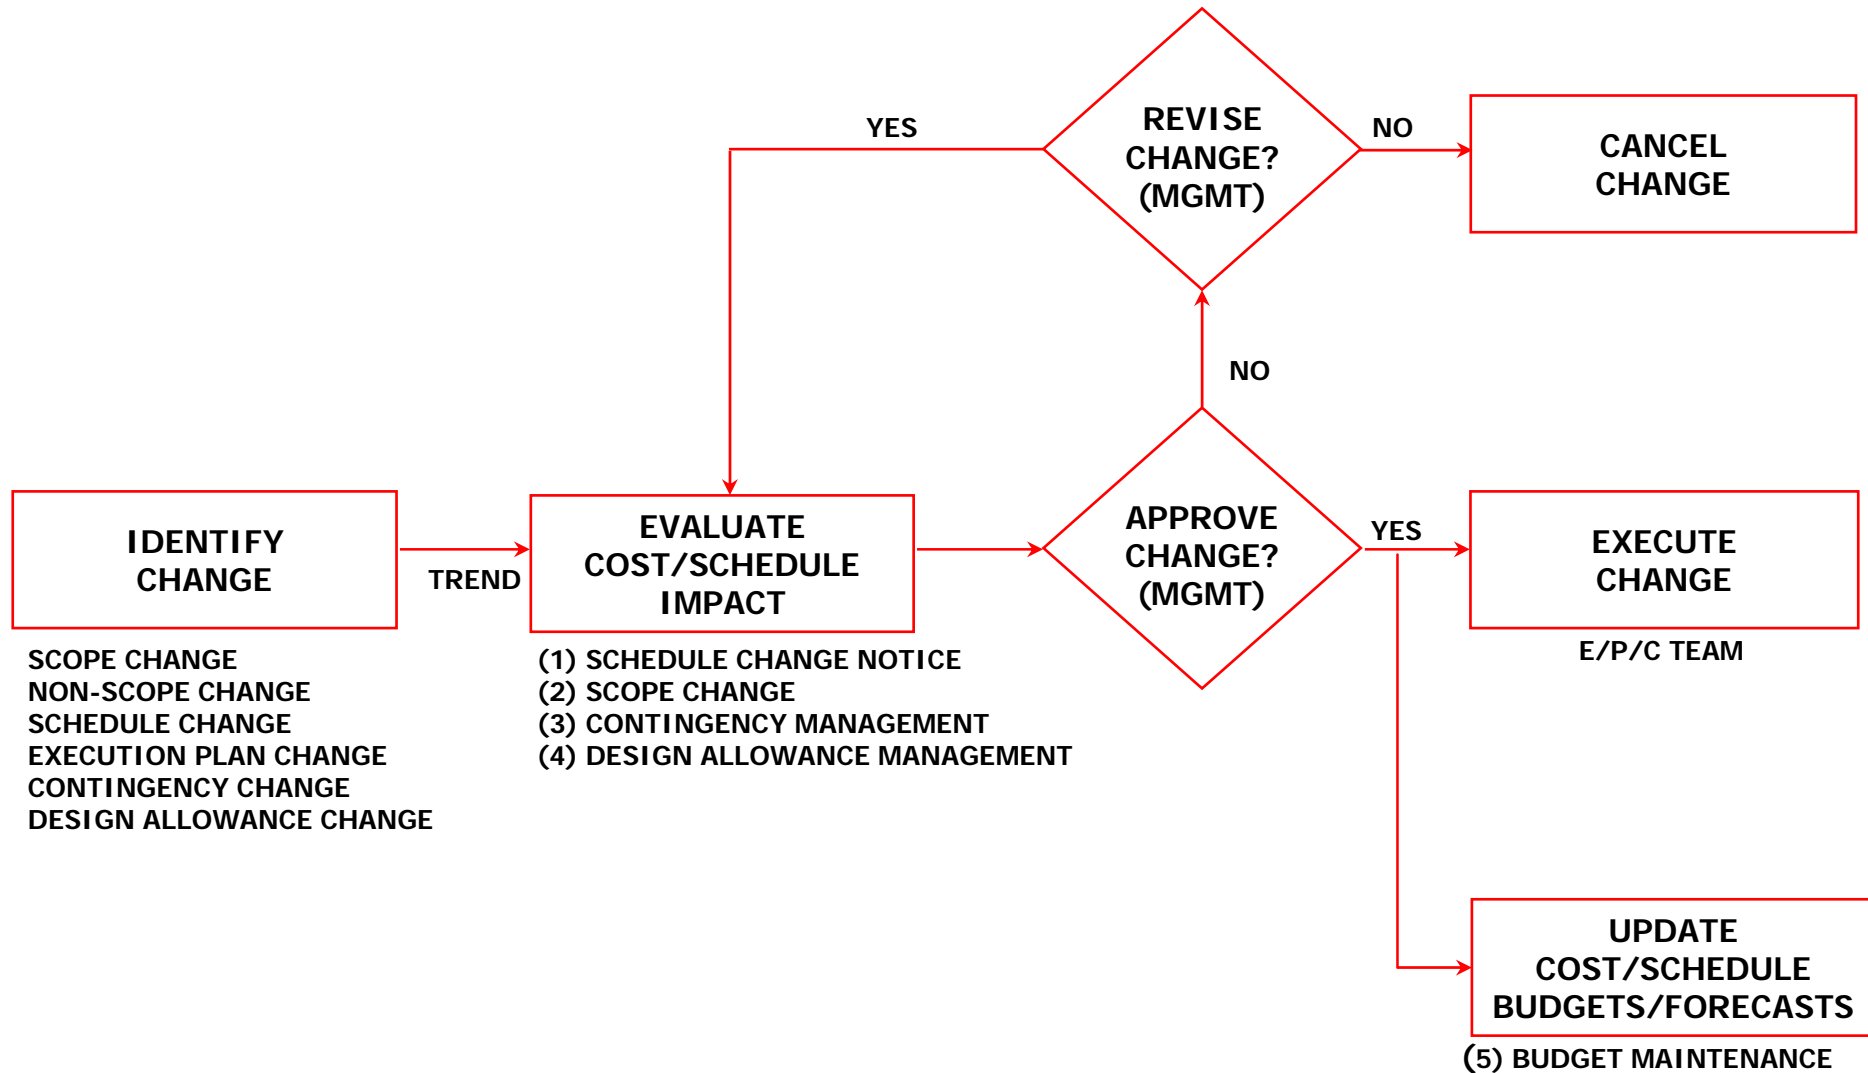 YES
REVISE
CHANGE?
(MGMT)
NO
CANCEL
CHANGE
NO
IDENTIFY
CHANGE
TREND
EVALUATE
COST/SCHEDULE
IMPACT
APPROVE
CHANGE?
(MGMT)
YES
EXECUTE
CHANGE
E/P/C TEAM
SCOPE CHANGE
NON-SCOPE CHANGE
SCHEDULE CHANGE
EXECUTION PLAN CHANGE
CONTINGENCY CHANGE
DESIGN ALLOWANCE CHANGE
(1) SCHEDULE CHANGE NOTICE
(2) SCOPE CHANGE
(3) CONTINGENCY MANAGEMENT
(4) DESIGN ALLOWANCE MANAGEMENT
UPDATE
COST/SCHEDULE
BUDGETS/FORECASTS
(5) BUDGET MAINTENANCE